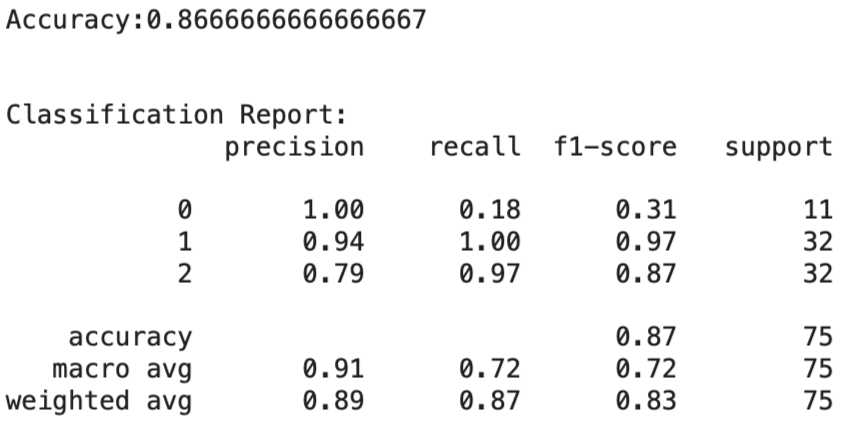 Accuracy:0.8666666666666667
Classification Report:
precision recall f1-score support
0 1.00 0.18 0.31 11
1 0.94 1.00 0.97 32
2 0.79 0.97 0.87 32
accuracy 0.87 75
macro avg 0.91 0.72 0.72 75
weighted avg 0.89 0.87 0.83 75